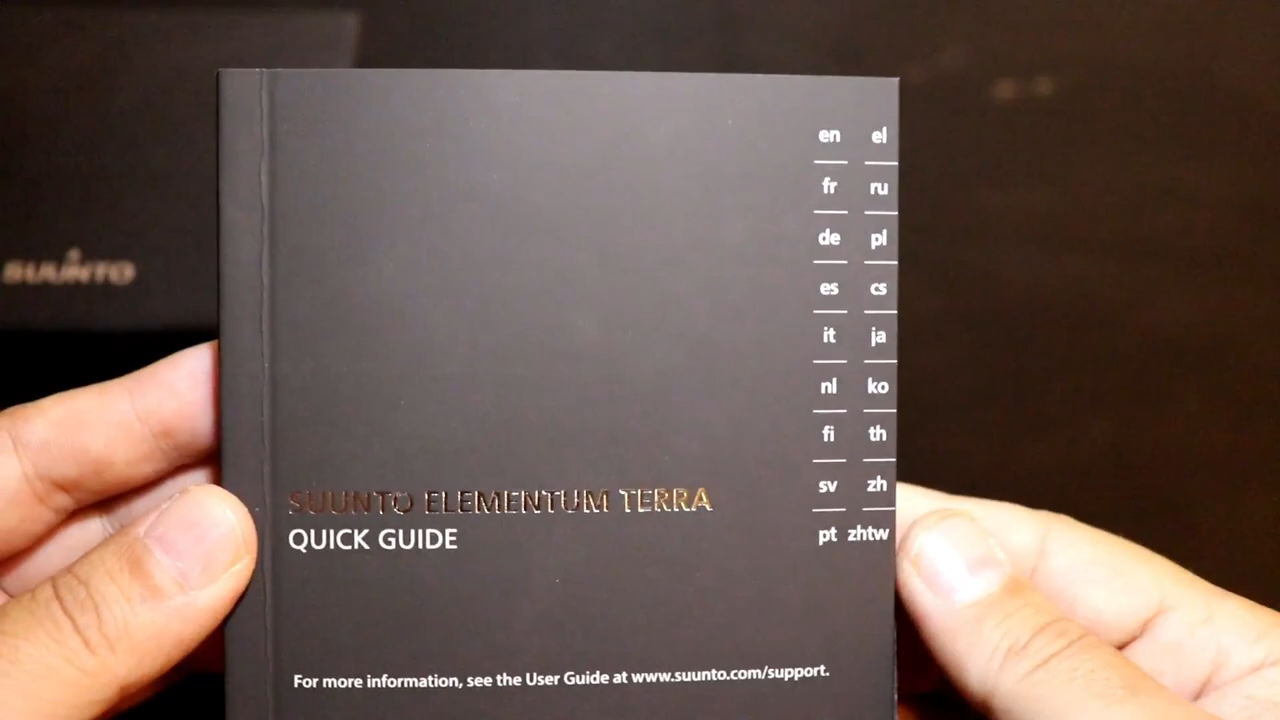 SUUNTO
en el
fr ru
de pl
es cs
it ja
nl ko
fi th
sv zh
pt zhtw
SUUNTO ELEMENTUM TERRA
QUICK GUIDE
For more information, see the User Guide at www.suunto.com/support.